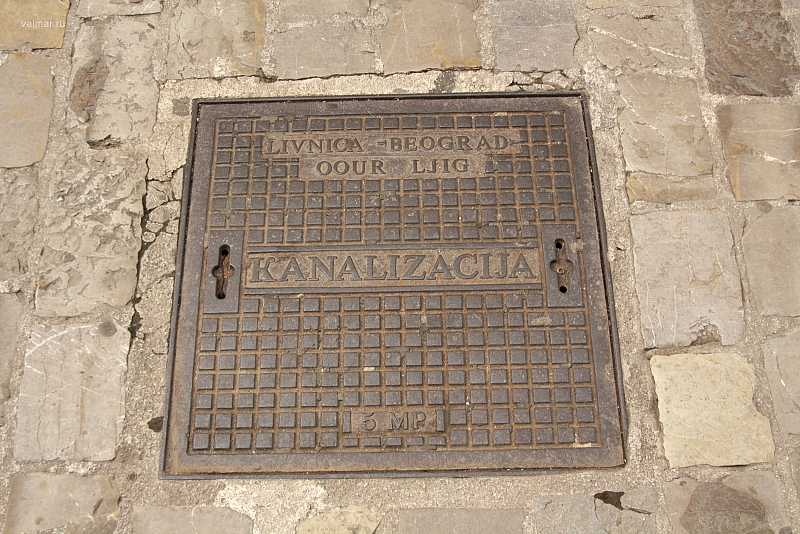 valmar.ru
LIVNICA - BEOGRAD
OOUR LJIG
KANALIZACIJA
5 MP